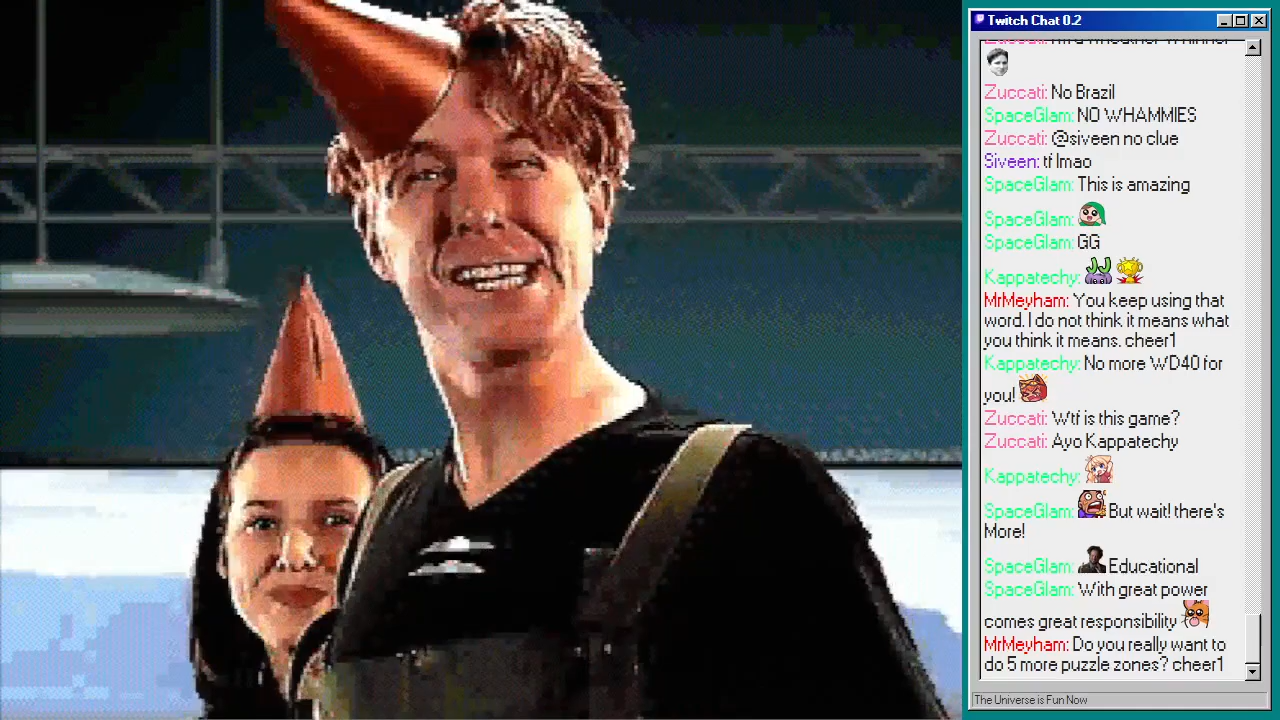 Twitch Chat 0.2
Zuccati: No Brazil
SpaceGlam: NO WHAMMIES
Zuccati: @siveen no clue
Siveen: tf lmao
SpaceGlam: This is amazing
SpaceGlam:
SpaceGlam: GG
Kappatechy:
MrMeyham: You keep using that
word. I do not think it means what
you think it means. cheer1
Kappatechy: No more WD40 for
you!
Zuccati: Wtf is this game?
Zuccati: Ayo Kappatechy
Kappatechy:
SpaceGlam: But wait! there's
More!
SpaceGlam: Educational
SpaceGlam: With great power
comes great responsibility
MrMeyham: Do you really want to
do 5 more puzzle zones? cheer1
The Universe is Fun Now